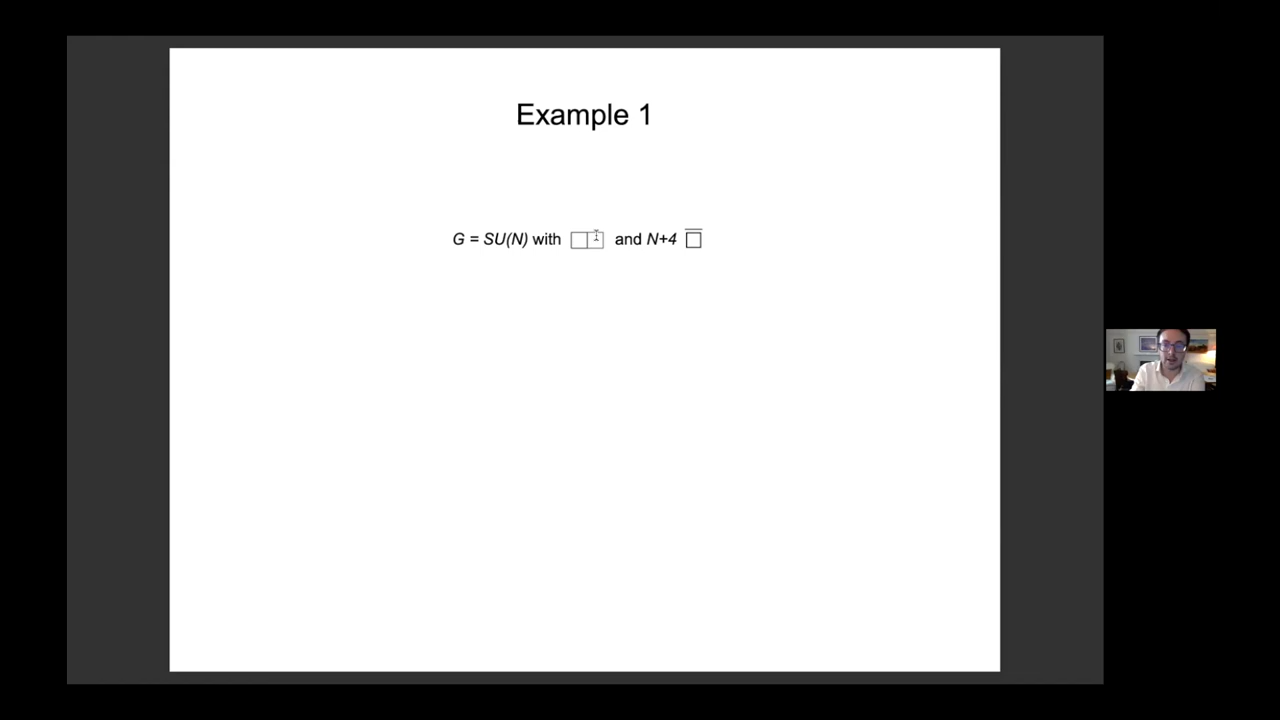 Example 1
G = SU(N) with □□ and N+4 □̅